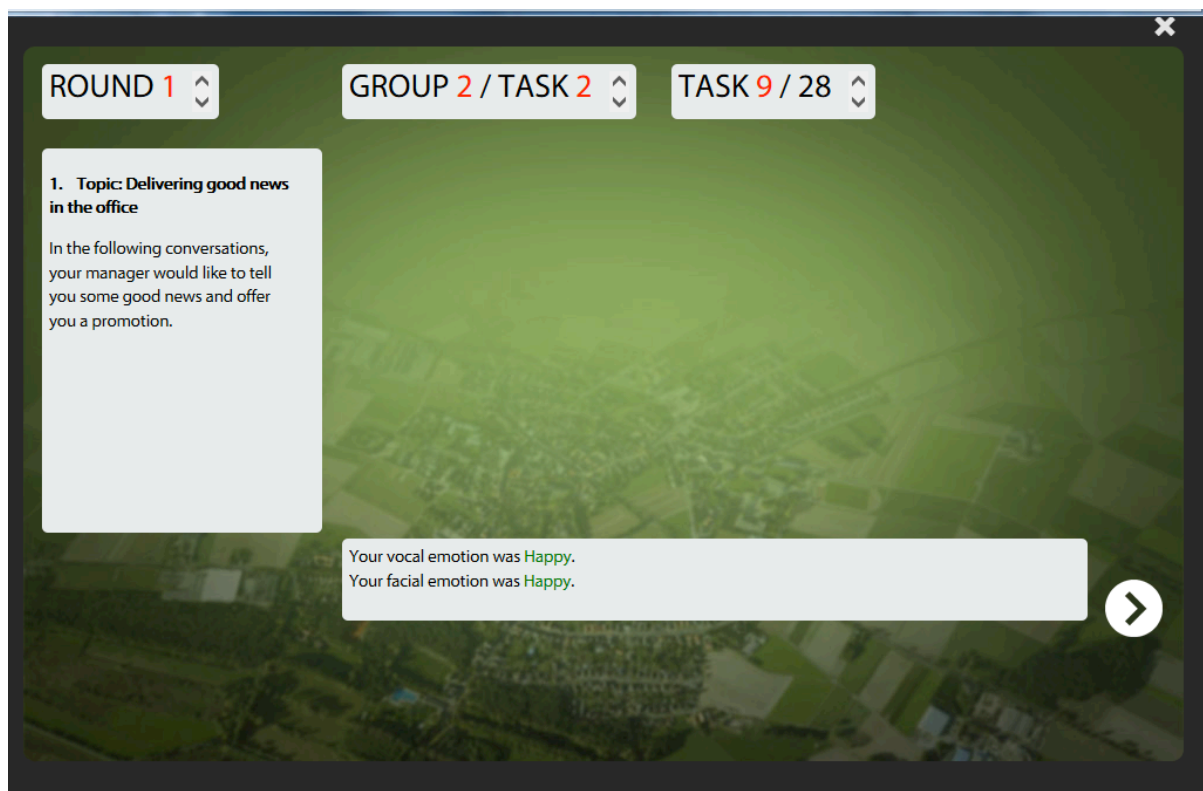 ROUND 1
GROUP 2 / TASK 2
TASK 9 / 28
1. Topic: Delivering good news
in the office
In the following conversations,
your manager would like to tell
you some good news and offer
you a promotion.
Your vocal emotion was Happy.
Your facial emotion was Happy.